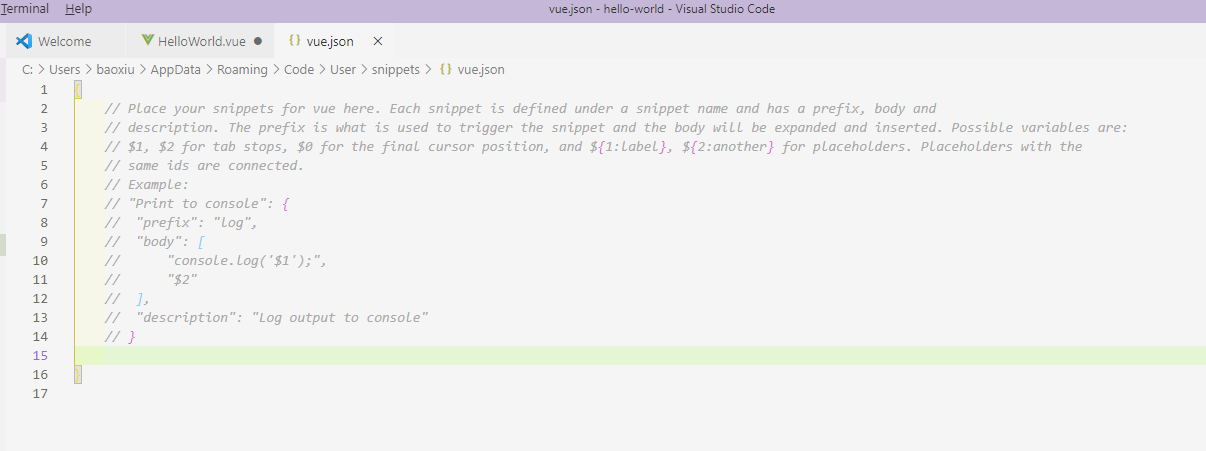 Terminal Help vue.json - hello-world - Visual Studio Code
Welcome HelloWorld.vue vue.json
C: > Users > baoxiu > AppData > Roaming > Code > User > snippets > {} vue.json
1 {
2 // Place your snippets for vue here. Each snippet is defined under a snippet name and has a prefix, body and
3 // description. The prefix is what is used to trigger the snippet and the body will be expanded and inserted. Possible variables are:
4 // $1, $2 for tab stops, $0 for the final cursor position, and ${1:label}, ${2:another} for placeholders. Placeholders with the
5 // same ids are connected.
6 // Example:
7 // "Print to console": {
8 // "prefix": "log",
9 // "body": [
10 // "console.log('$1');",
11 // "$2"
12 // ],
13 // "description": "Log output to console"
14 // }
15
16 }
17